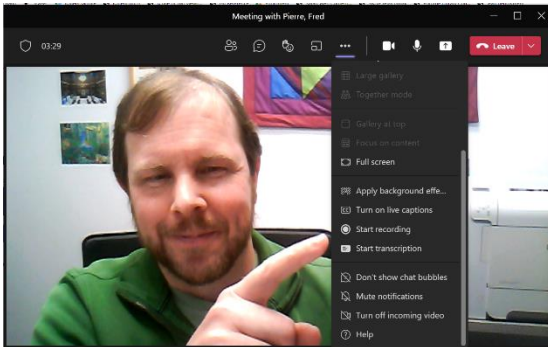 Meeting with Pierre, Fred
03:29
Leave
Large gallery
Together mode
Gallery at top
Focus on content
Full screen
Apply background effe...
CC Turn on live captions
Start recording
Start transcription
Don't show chat bubbles
Mute notifications
Turn off incoming video
Help